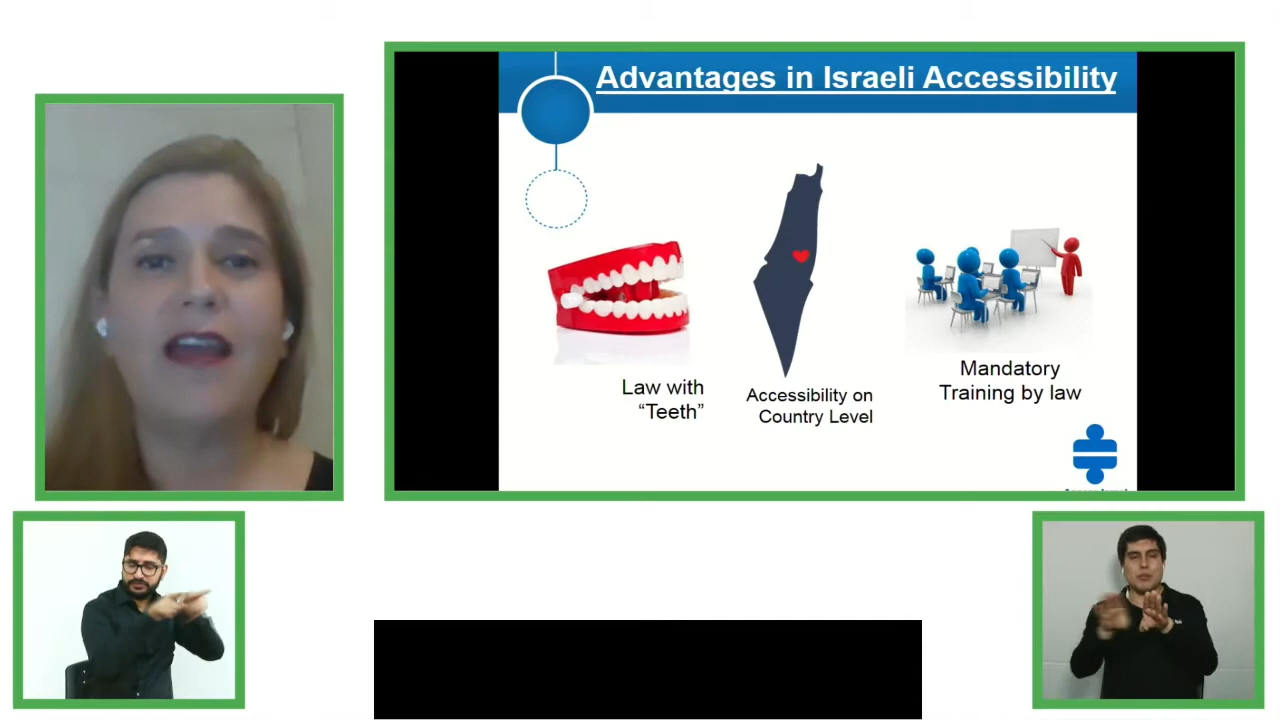 Advantages in Israeli Accessibility
Law with
“Teeth”
Accessibility on
Country Level
Mandatory
Training by law